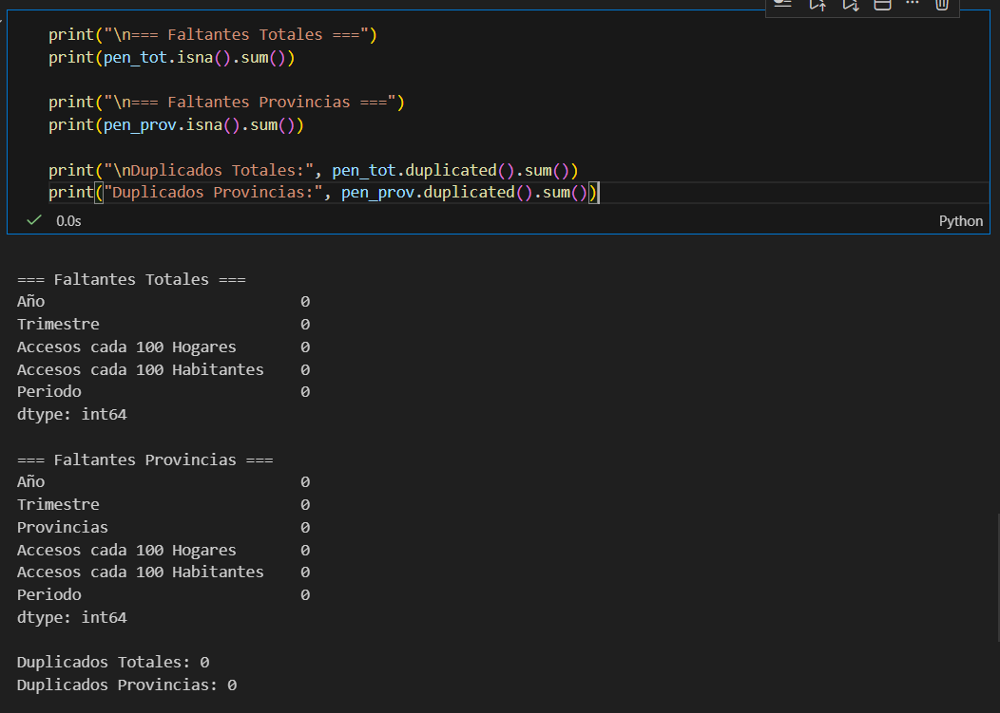 print("\n=== Faltantes Totales ===")
print(pen_tot.isna().sum())
print("\n=== Faltantes Provincias ===")
print(pen_prov.isna().sum())
print("\nDuplicados Totales:", pen_tot.duplicated().sum())
print("Duplicados Provincias:", pen_prov.duplicated().sum())
0.0s Python
=== Faltantes Totales ===
Año 0
Trimestre 0
Accesos cada 100 Hogares 0
Accesos cada 100 Habitantes 0
Periodo 0
dtype: int64
=== Faltantes Provincias ===
Año 0
Trimestre 0
Provincias 0
Accesos cada 100 Hogares 0
Accesos cada 100 Habitantes 0
Periodo 0
dtype: int64
Duplicados Totales: 0
Duplicados Provincias: 0